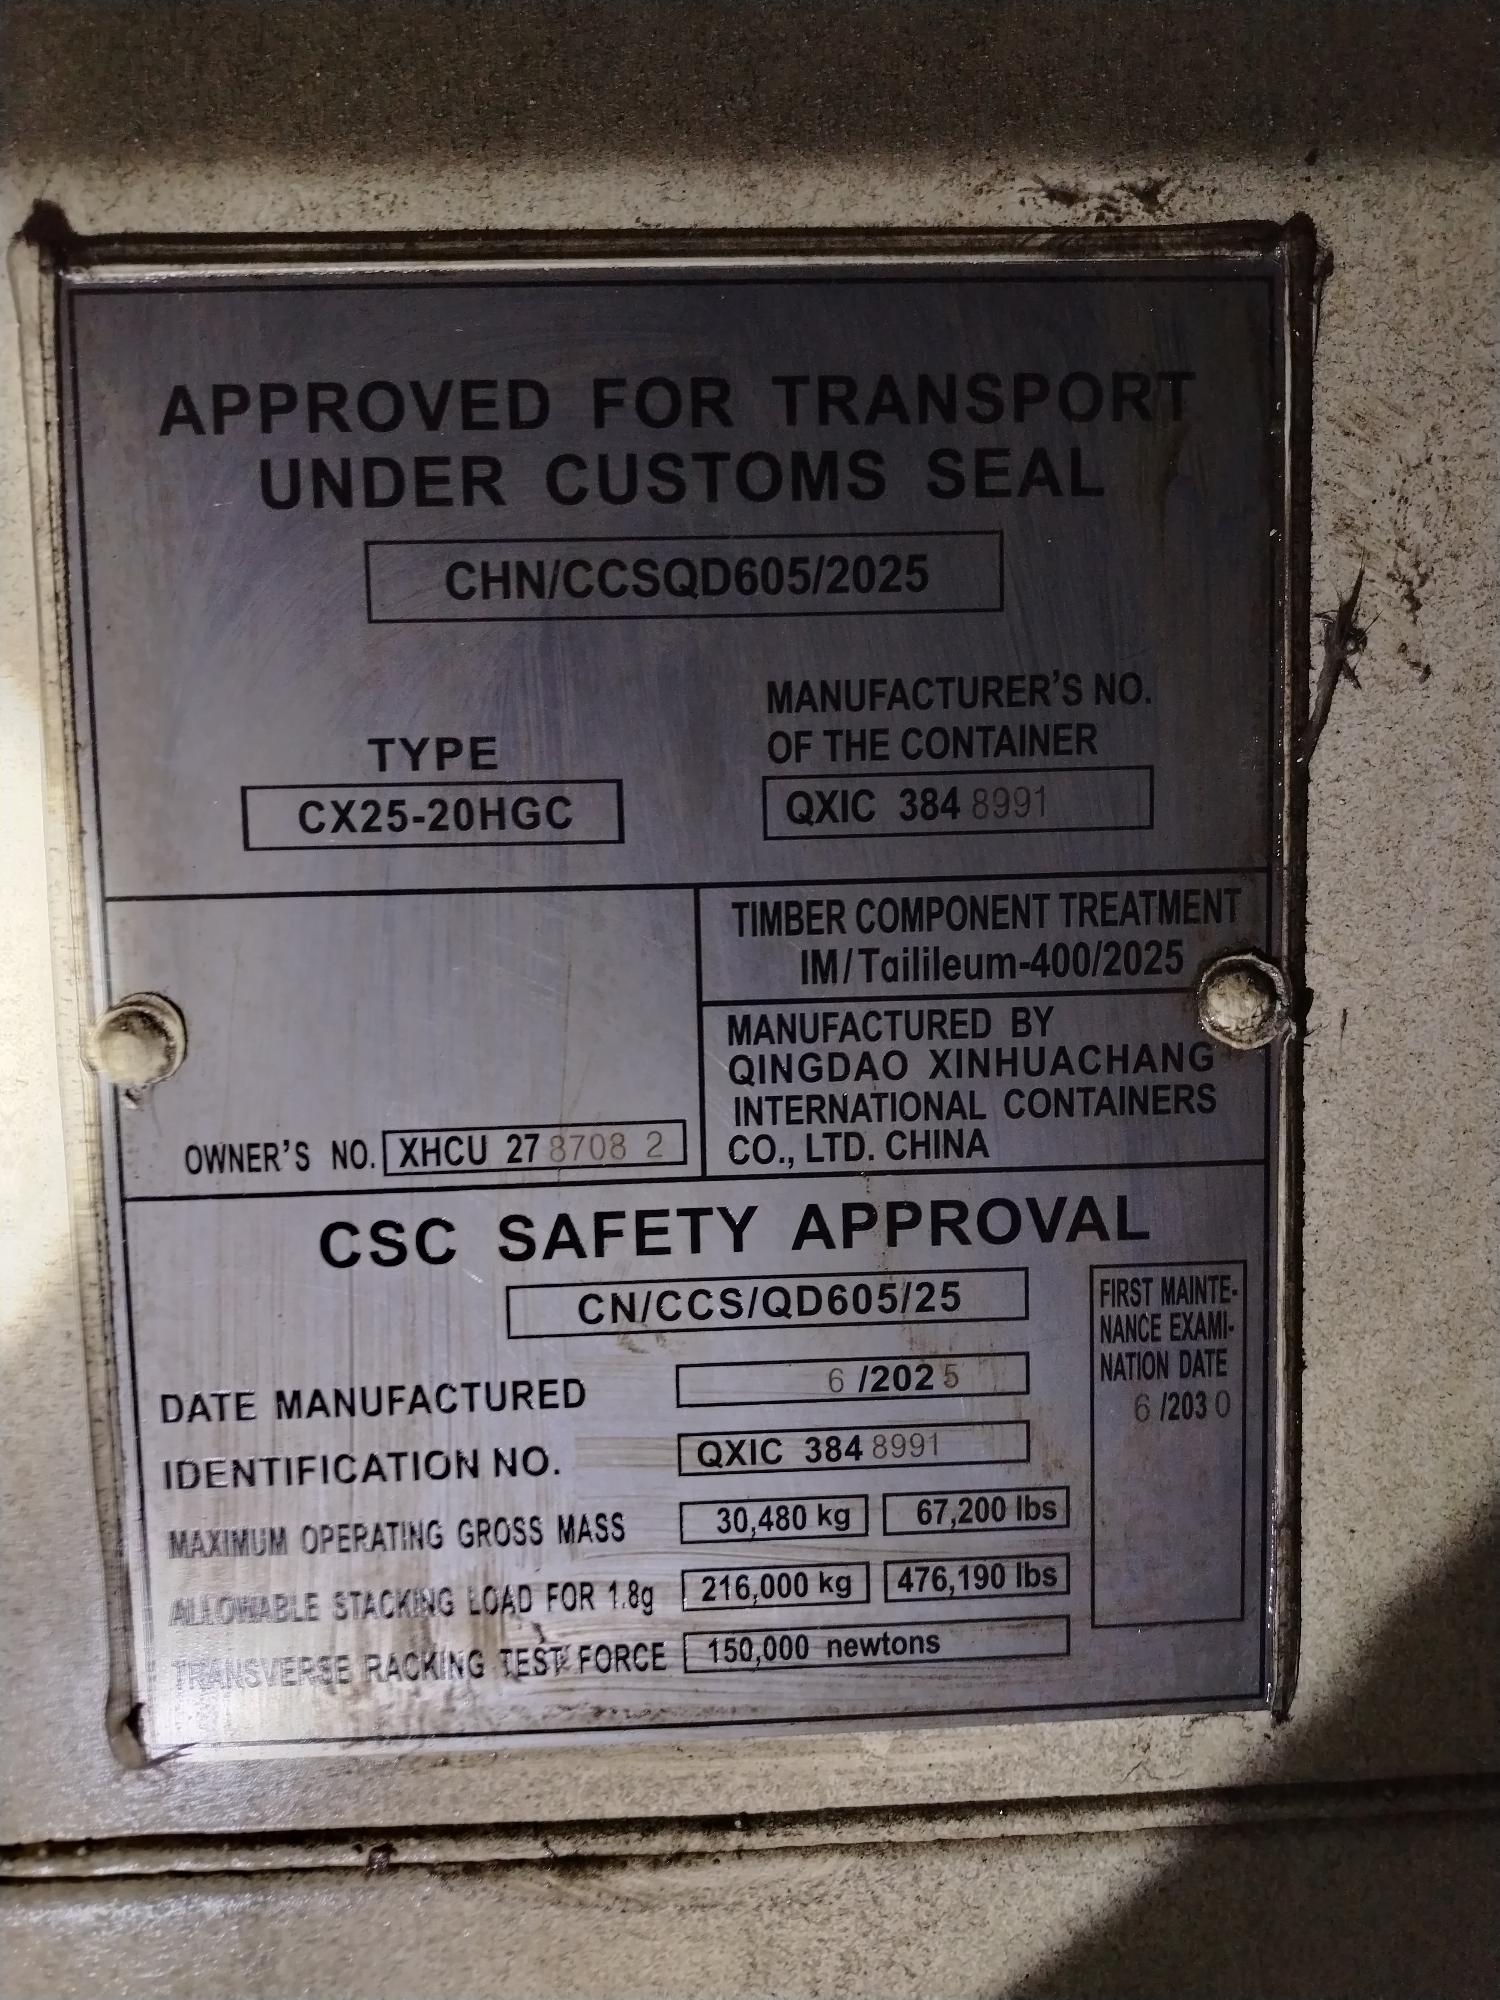 APPROVED FOR TRANSPORT
UNDER CUSTOMS SEAL
CHN/CCSQD605/2025
TYPE
CX25-20HGC
MANUFACTURER'S NO.
OF THE CONTAINER
QXIC 384 8991
TIMBER COMPONENT TREATMENT
IM/Tailileum-400/2025
MANUFACTURED BY
QINGDAO XINHUACHANG
INTERNATIONAL CONTAINERS
CO., LTD. CHINA
OWNER'S NO. XHCU 27 8708 2
CSC SAFETY APPROVAL
CN/CCS/QD605/25
DATE MANUFACTURED 6 /2025
IDENTIFICATION NO. QXIC 384 8991
MAXIMUM OPERATING GROSS MASS 30,480 kg 67,200 lbs
ALLOWABLE STACKING LOAD FOR 1.8g 216,000 kg 476,190 lbs
TRANSVERSE RACKING TEST FORCE 150,000 newtons
FIRST MAINTE-
NANCE EXAMI-
NATION DATE
6 /2030